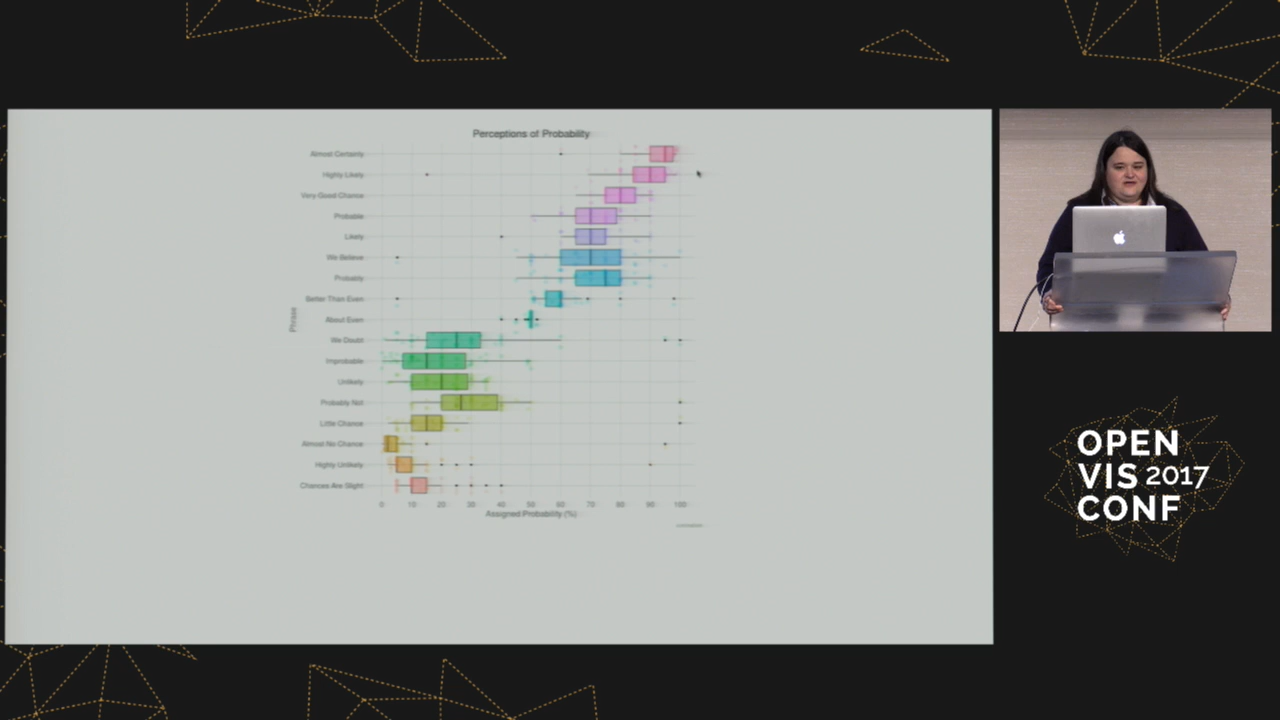 Perceptions of Probability
Almost Certainly
Highly Likely
Very Good Chance
Probable
Likely
We Believe
Probably
Better Than Even
About Even
We Doubt
Improbable
Unlikely
Probably Not
Little Chance
Almost No Chance
Highly Unlikely
Chances Are Slight
Phrase
0 10 20 30 40 50 60 70 80 90 100
Assigned Probability (%)
OPEN
VIS 2017
CONF